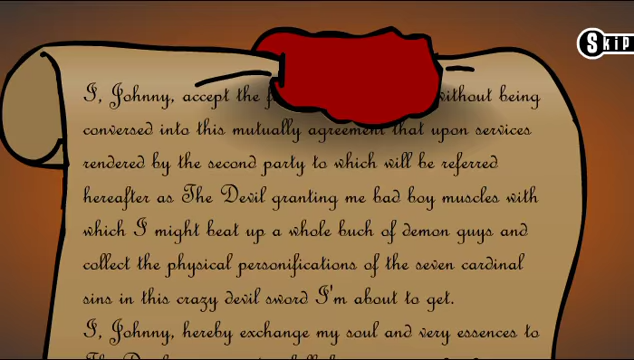 Skip
I, Johnny, accept the without being
conversed into this mutually agreement that upon services
rendered by the second party to which will be referred
hereafter as The Devil granting me bad boy muscles with
which I might beat up a whole buch of demon guys and
collect the physical personifications of the seven cardinal
sins in this crazy devil sword I'm about to get.
I, Johnny, hereby exchange my soul and very essences to
The